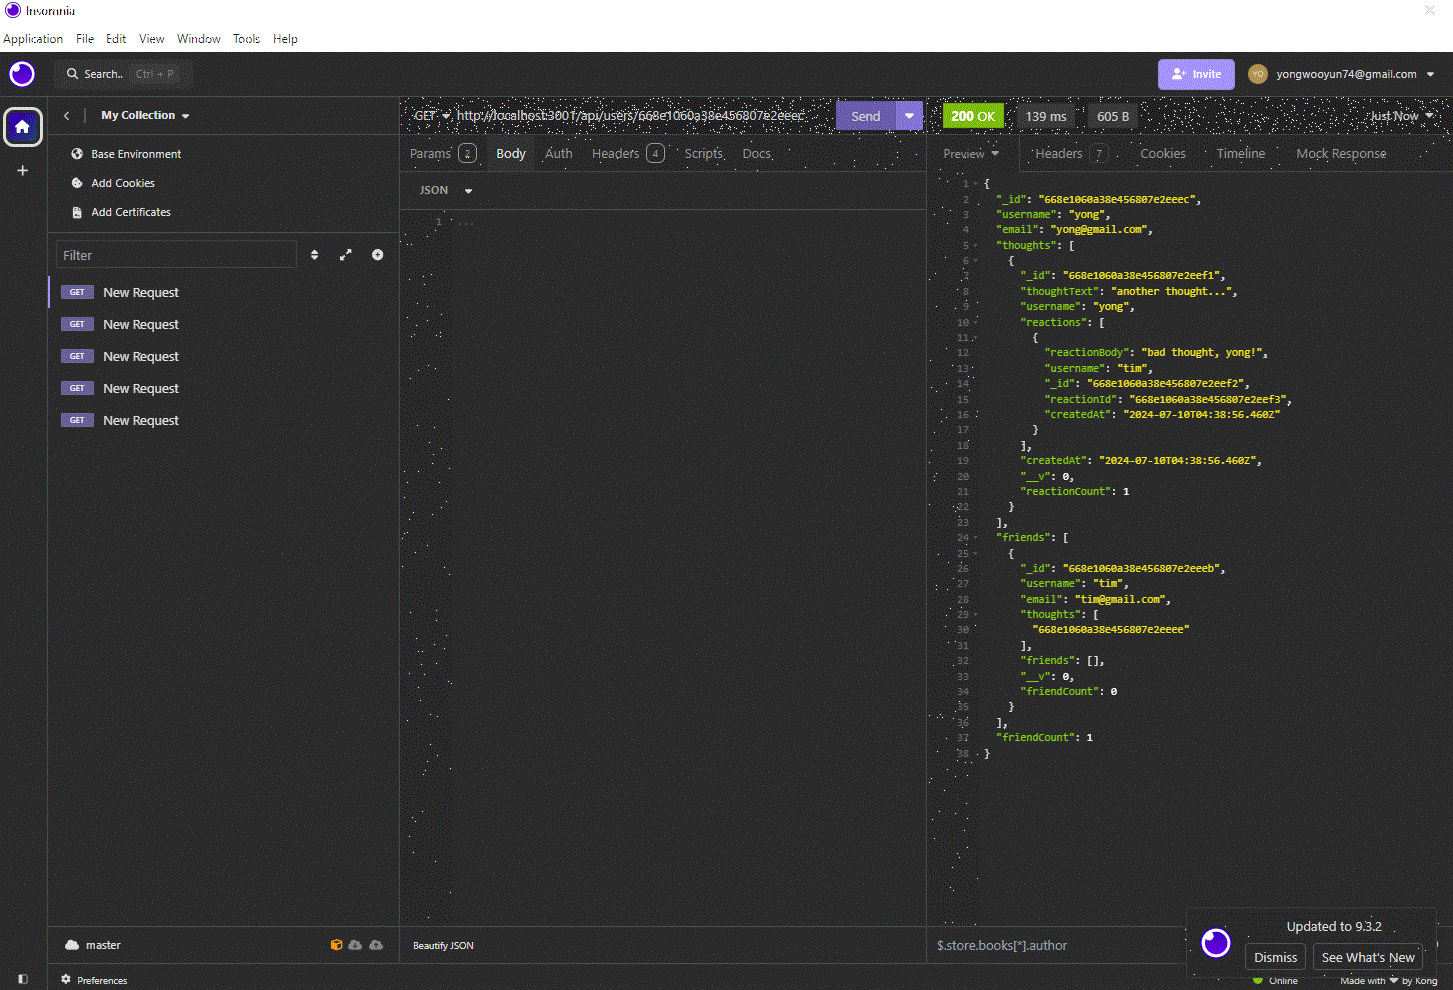 Insomnia
Application File Edit View Window Tools Help
Search.. Ctrl + P
Invite
YO yongwooyun74@gmail.com
My Collection
GET http://localhost:3001/api/users/668e1060a38e456807e2eeec
Send
200 OK 139 ms 605 B Just Now
Base Environment
Add Cookies
Add Certificates
Filter
GET New Request
GET New Request
GET New Request
GET New Request
GET New Request
Params 2 Body Auth Headers 4 Scripts Docs
JSON
1 ...
Preview Headers 7 Cookies Timeline Mock Response
1 {
2 "_id": "668e1060a38e456807e2eeec",
3 "username": "yong",
4 "email": "yong@gmail.com",
5 "thoughts": [
6 {
7 "_id": "668e1060a38e456807e2eef1",
8 "thoughtText": "another thought...",
9 "username": "yong",
10 "reactions": [
11 {
12 "reactionBody": "bad thought, yong!",
13 "username": "tim",
14 "_id": "668e1060a38e456807e2eef2",
15 "reactionId": "668e1060a38e456807e2eef3",
16 "createdAt": "2024-07-10T04:38:56.460Z"
17 }
18 ],
19 "createdAt": "2024-07-10T04:38:56.460Z",
20 "__v": 0,
21 "reactionCount": 1
22 }
23 ],
24 "friends": [
25 {
26 "_id": "668e1060a38e456807e2eeeb",
27 "username": "tim",
28 "email": "tim@gmail.com",
29 "thoughts": [
30 "668e1060a38e456807e2eeee"
31 ],
32 "friends": [],
33 "__v": 0,
34 "friendCount": 0
35 }
36 ],
37 "friendCount": 1
38 }
master
Beautify JSON
$.store.books[*].author
Updated to 9.3.2
Dismiss See What's New
Preferences
Online Made with ❤ by Kong